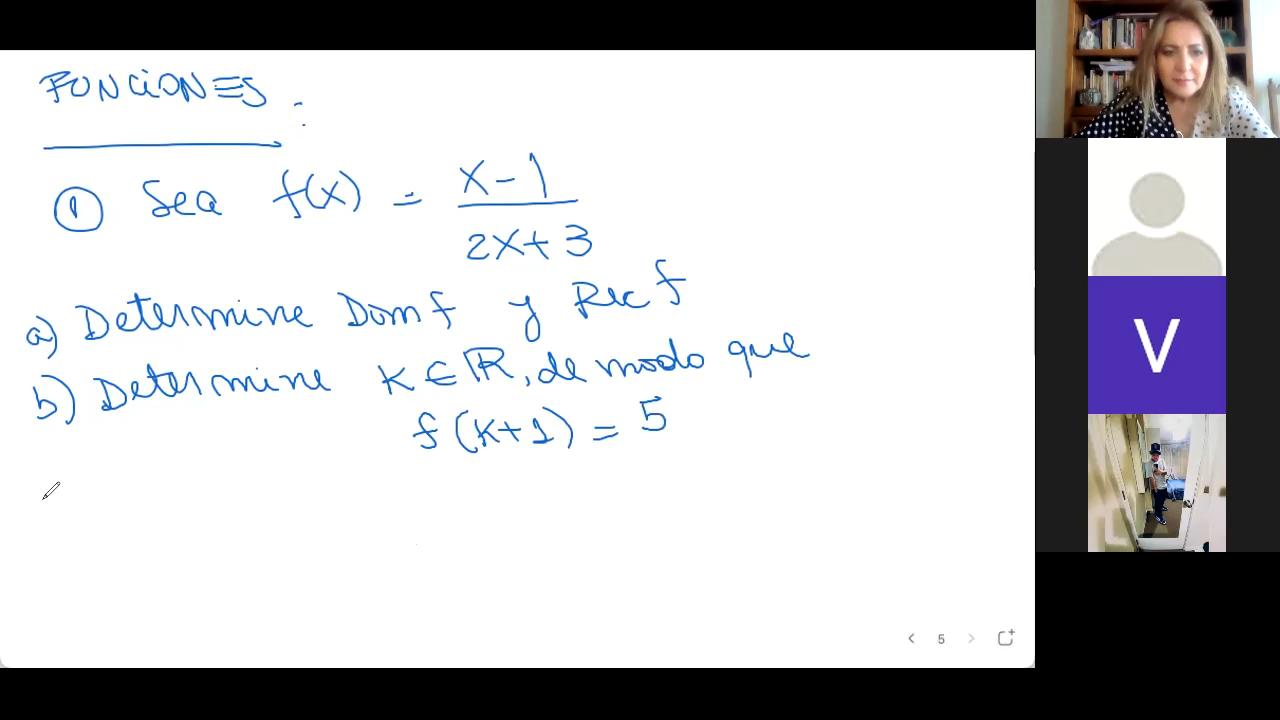 FUNCIONES:
① Sea f(x) = x-1 / 2x+3
a) Determine Dom f y Rec f
b) Determine K ∈ ℝ, de modo que
f(K+1) = 5
V
< 5 >